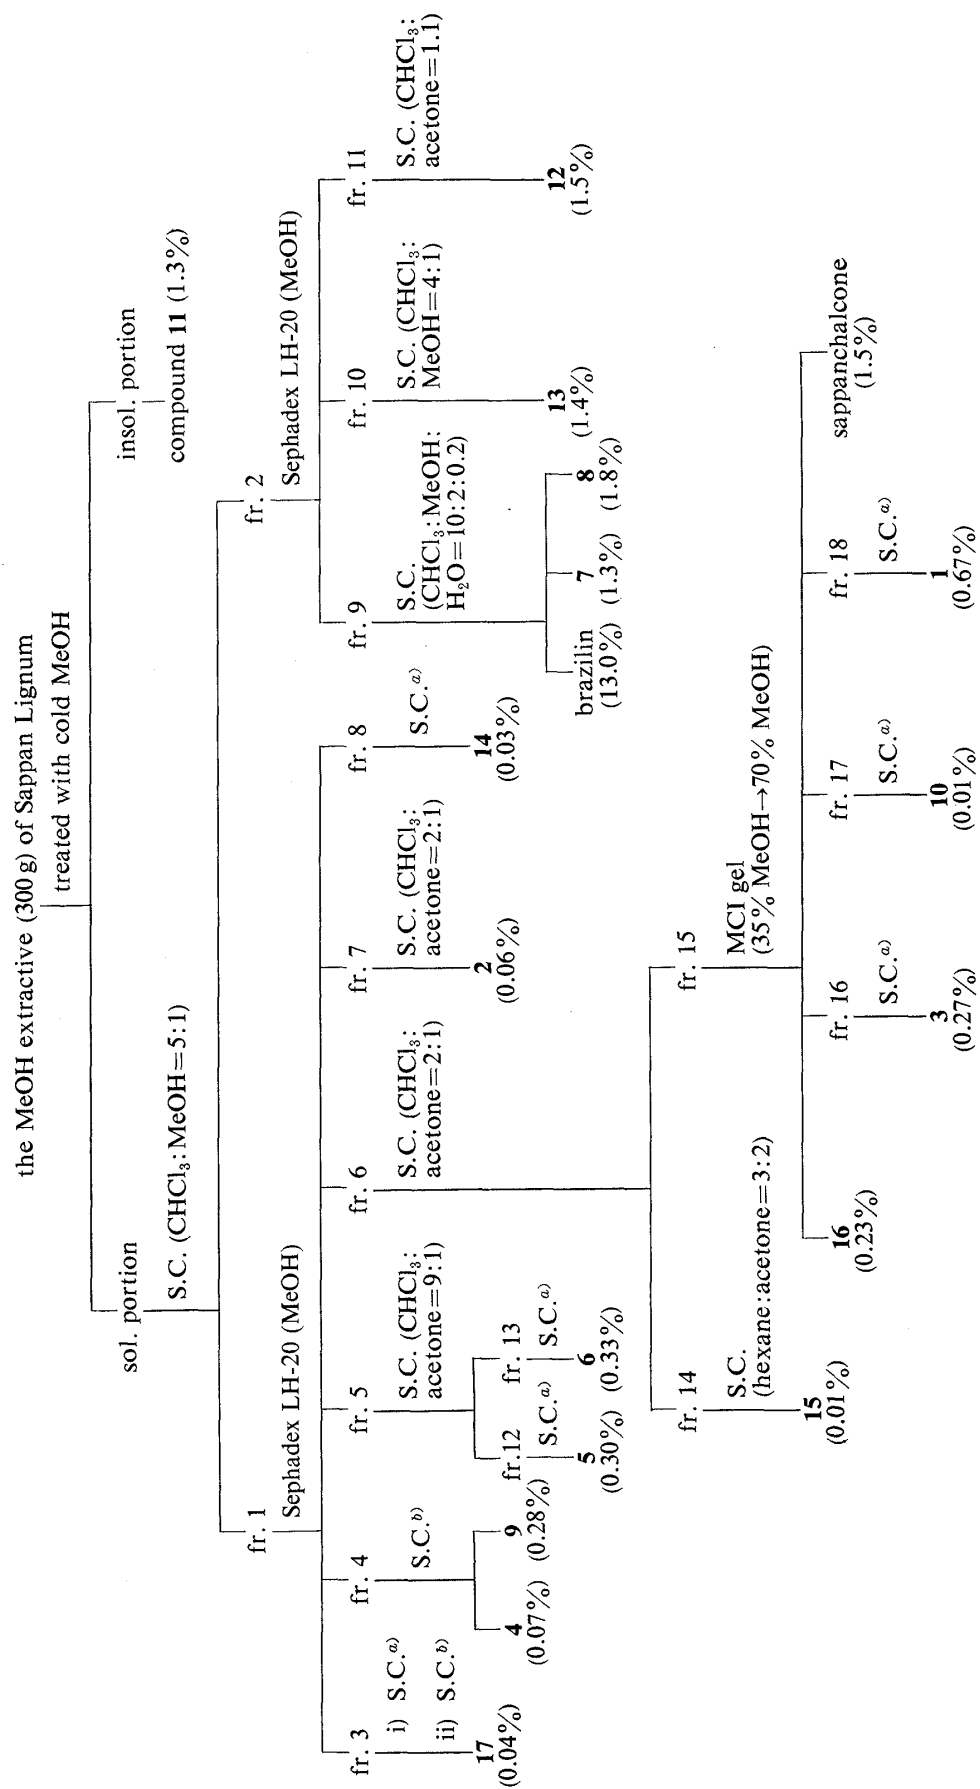 the MeOH extractive (300 g) of Sappan Lignum
treated with cold MeOH
sol. portion
insol. portion
S.C. (CHCl₃:MeOH=5:1)
compound 11 (1.3%)
fr. 1
fr. 2
Sephadex LH-20 (MeOH)
Sephadex LH-20 (MeOH)
fr. 3
i) S.C.a)
ii) S.C.b)
17
(0.04%)
fr. 4
S.C.b)
4
(0.07%)
9
(0.28%)
fr. 5
S.C. (CHCl₃:
acetone=9:1)
fr.12
S.C.a)
5
(0.30%)
fr. 13
S.C.a)
6
(0.33%)
fr. 6
S.C. (CHCl₃:
acetone=2:1)
fr. 7
S.C. (CHCl₃:
acetone=2:1)
2
(0.06%)
fr. 8
S.C.a)
14
(0.03%)
fr. 9
S.C.
(CHCl₃:MeOH:
H₂O=10:2:0.2)
brazilin
(13.0%)
7
(1.3%)
8
(1.8%)
fr. 10
S.C. (CHCl₃:
MeOH=4:1)
13
(1.4%)
fr. 11
S.C. (CHCl₃:
acetone=1.1)
12
(1.5%)
fr. 14
S.C.
(hexane:acetone=3:2)
15
(0.01%)
fr. 15
MCI gel
(35% MeOH→70% MeOH)
16
(0.23%)
fr. 16
S.C.a)
3
(0.27%)
fr. 17
S.C.a)
10
(0.01%)
fr. 18
S.C.a)
1
(0.67%)
sappanchalcone
(1.5%)